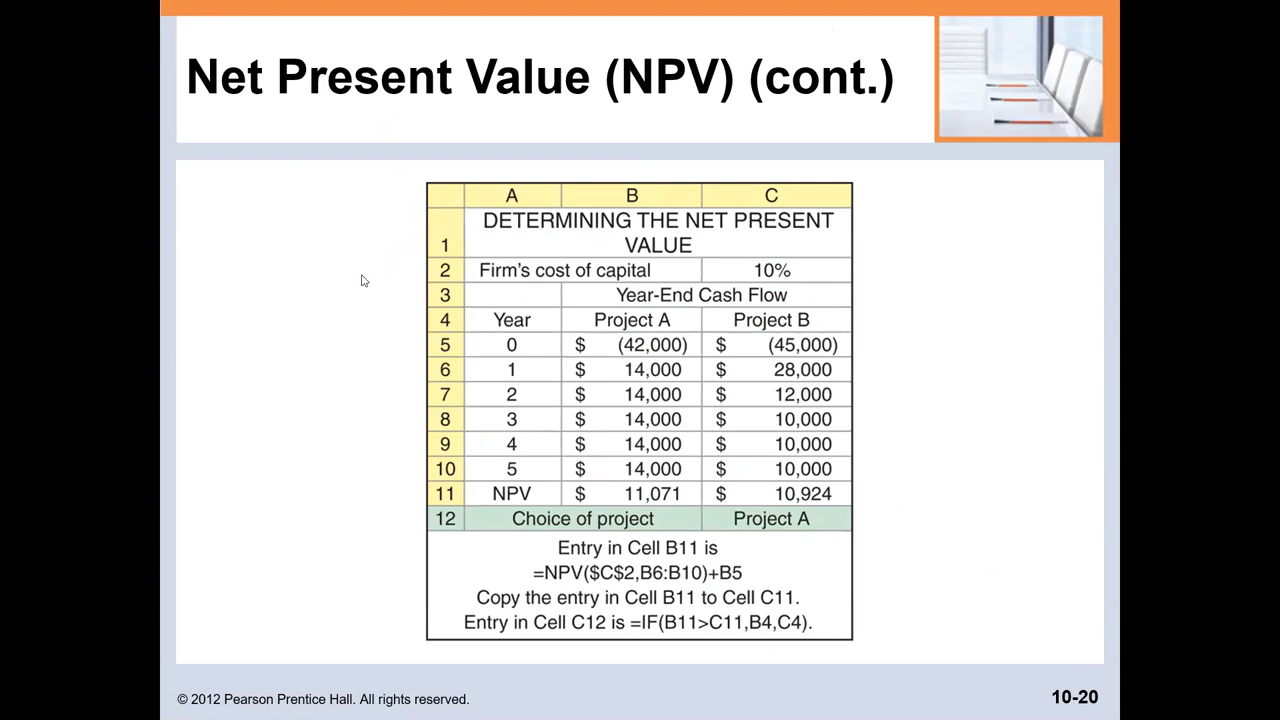 Net Present Value (NPV) (cont.)
A B C
1 DETERMINING THE NET PRESENT
VALUE
2 Firm's cost of capital 10%
3 Year-End Cash Flow
4 Year Project A Project B
5 0 $ (42,000) $ (45,000)
6 1 $ 14,000 $ 28,000
7 2 $ 14,000 $ 12,000
8 3 $ 14,000 $ 10,000
9 4 $ 14,000 $ 10,000
10 5 $ 14,000 $ 10,000
11 NPV $ 11,071 $ 10,924
12 Choice of project Project A
Entry in Cell B11 is
=NPV($C$2,B6:B10)+B5
Copy the entry in Cell B11 to Cell C11.
Entry in Cell C12 is =IF(B11>C11,B4,C4).
© 2012 Pearson Prentice Hall. All rights reserved. 10-20